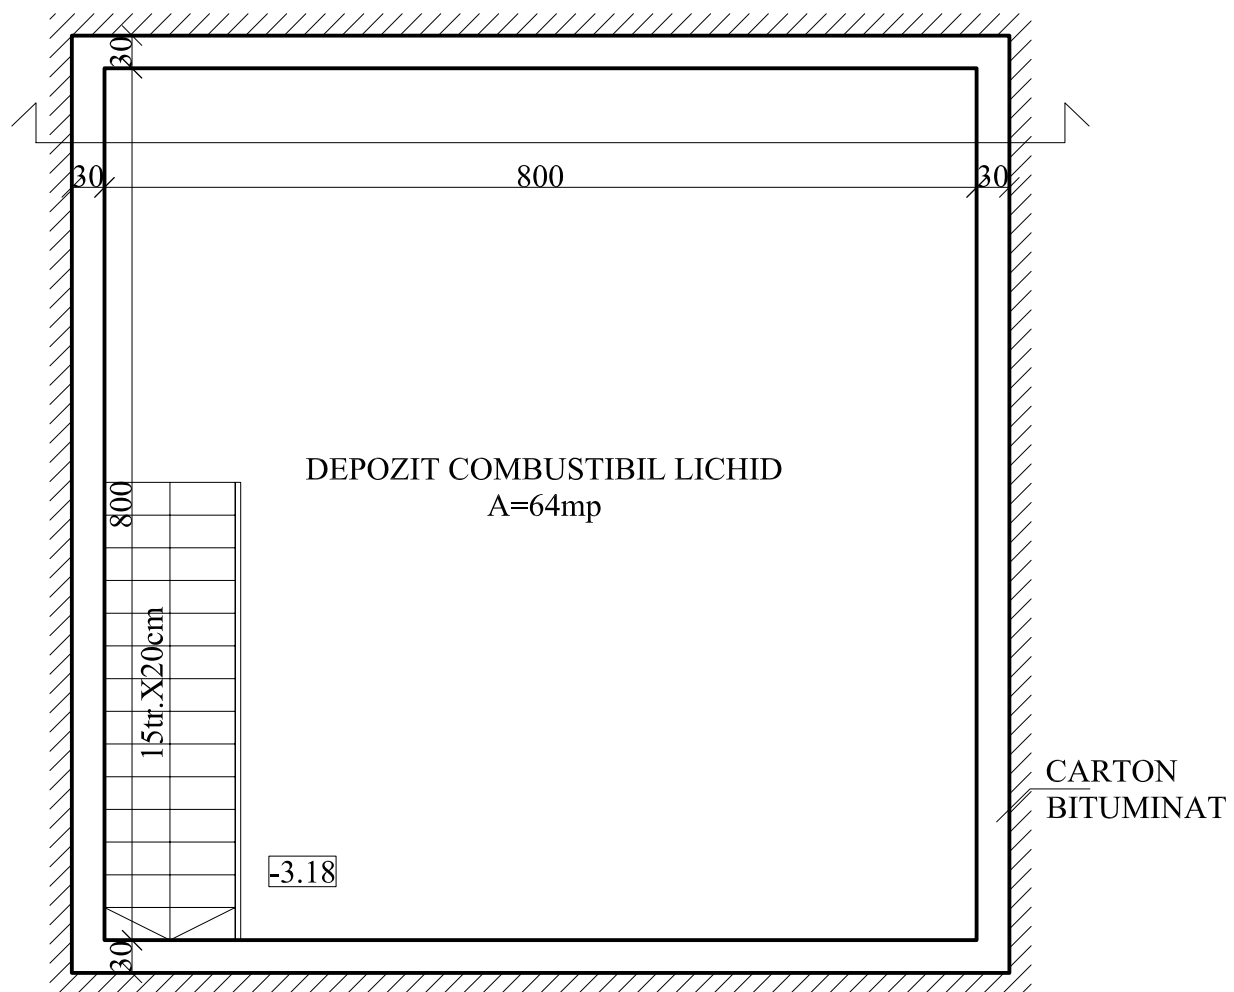 30
30
800
30
DEPOZIT COMBUSTIBIL LICHID
A=64mp
800
15tr.X20cm
CARTON
BITUMINAT
-3.18
30